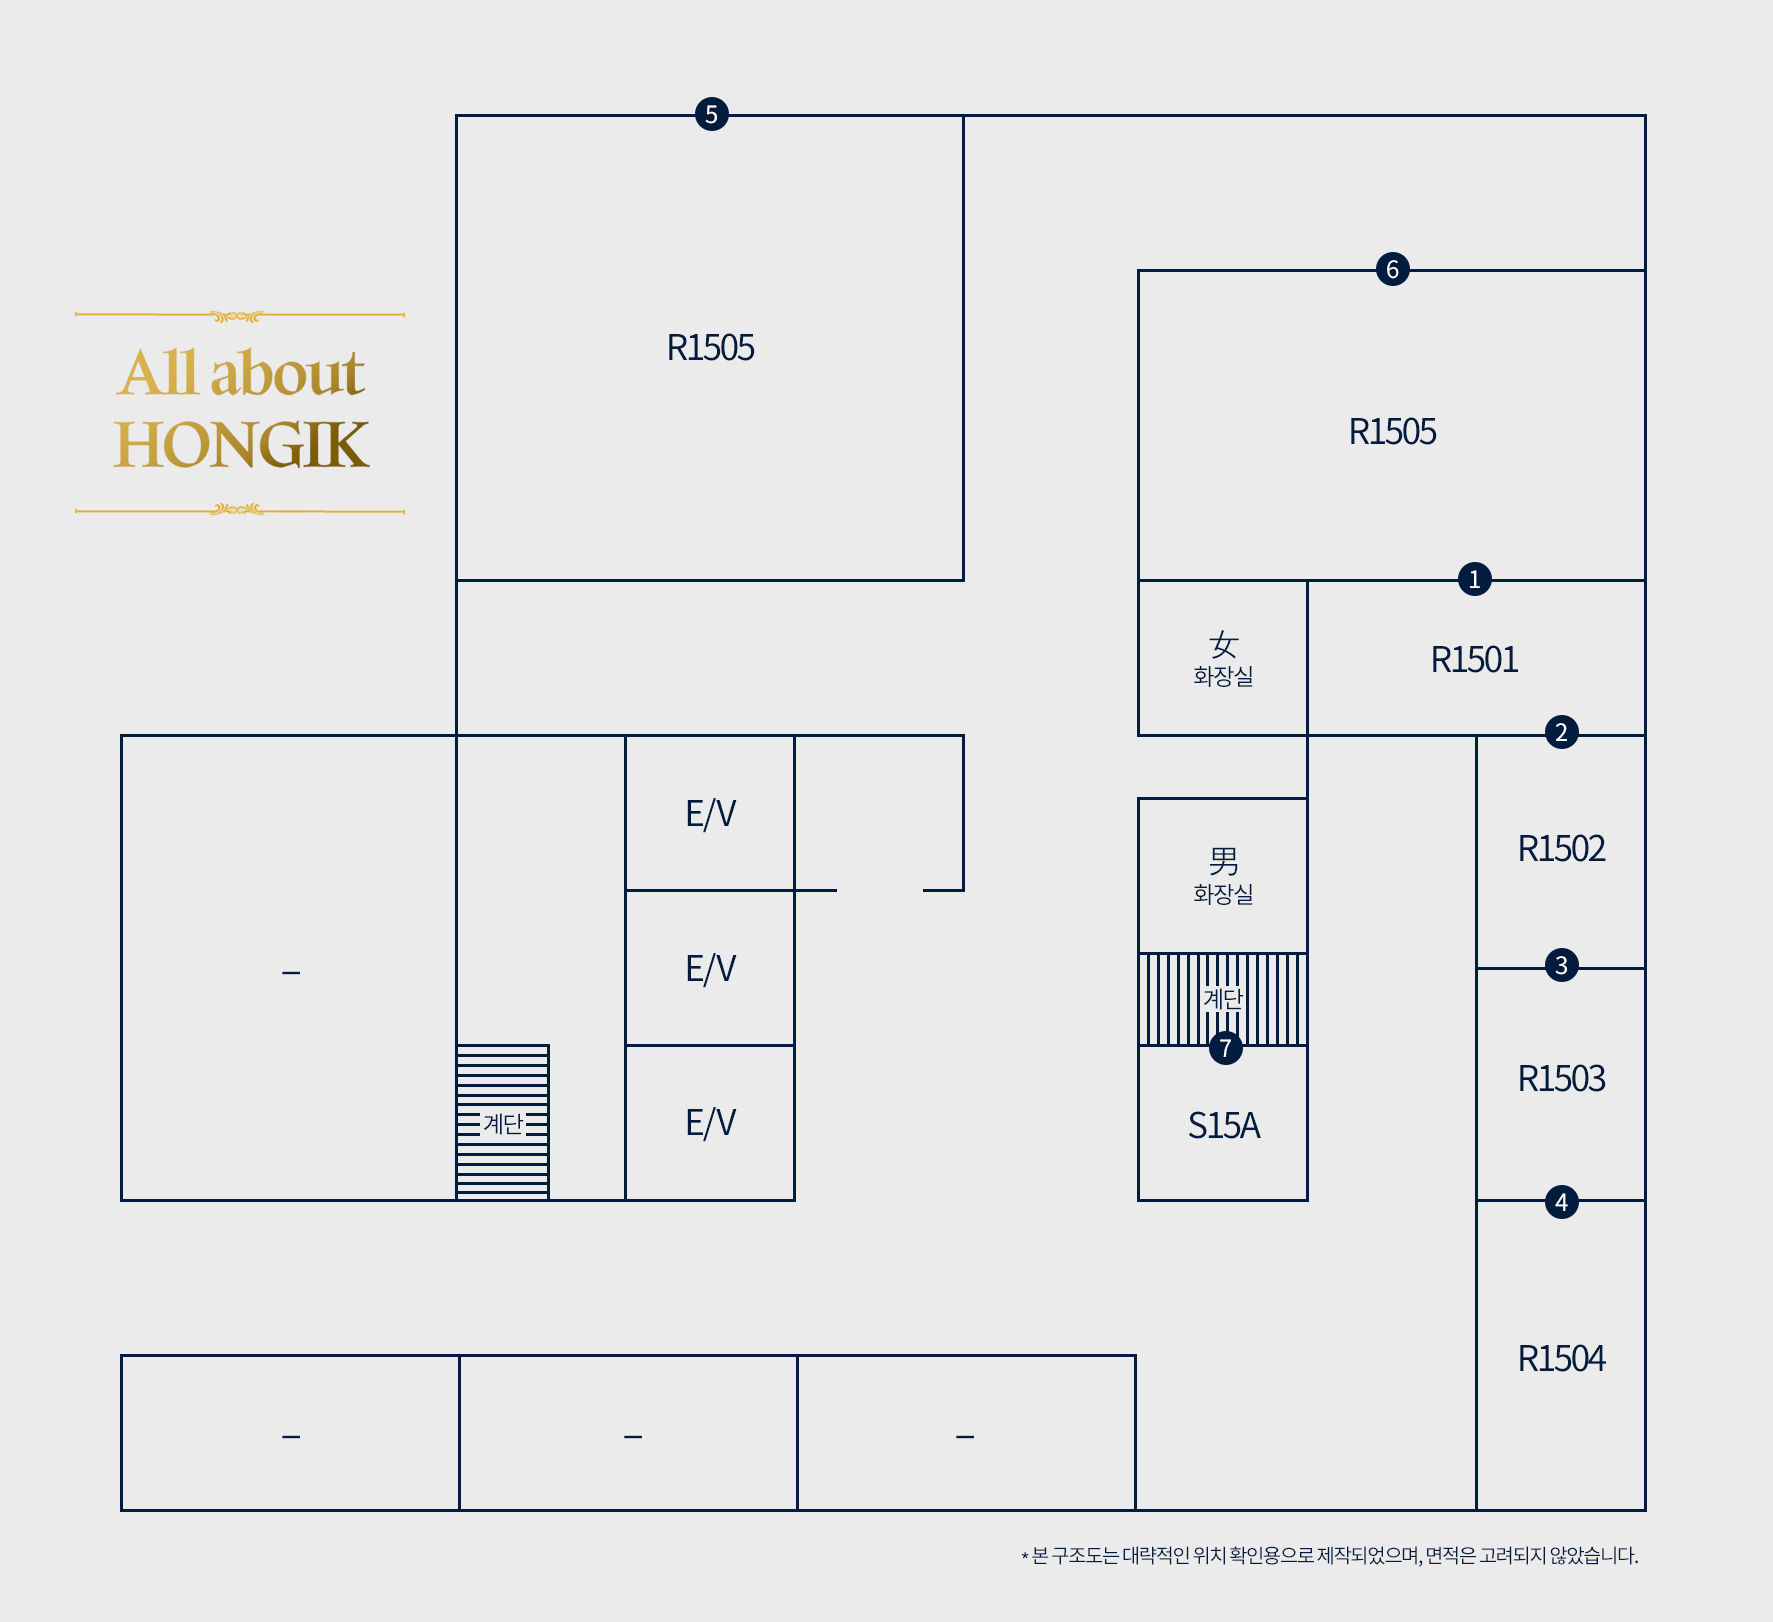 5
6
All about
HONGIK
R1505
R1505
1
女
화장실
R1501
2
E/V
R1502
男
화장실
–
E/V
3
계단
7
R1503
계단
E/V
S15A
4
R1504
–
–
–
* 본 구조도는 대략적인 위치 확인용으로 제작되었으며, 면적은 고려되지 않았습니다.